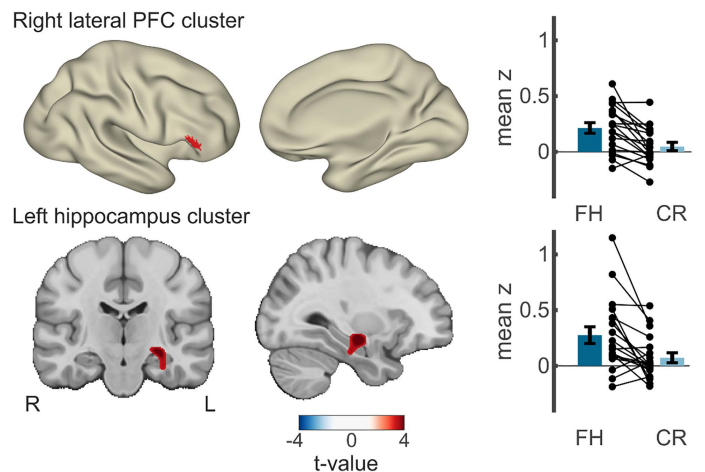 Right lateral PFC cluster
1
0.5
0
mean z
FH CR
Left hippocampus cluster
1
0.5
0
mean z
R L
FH CR
-4 0 4
t-value